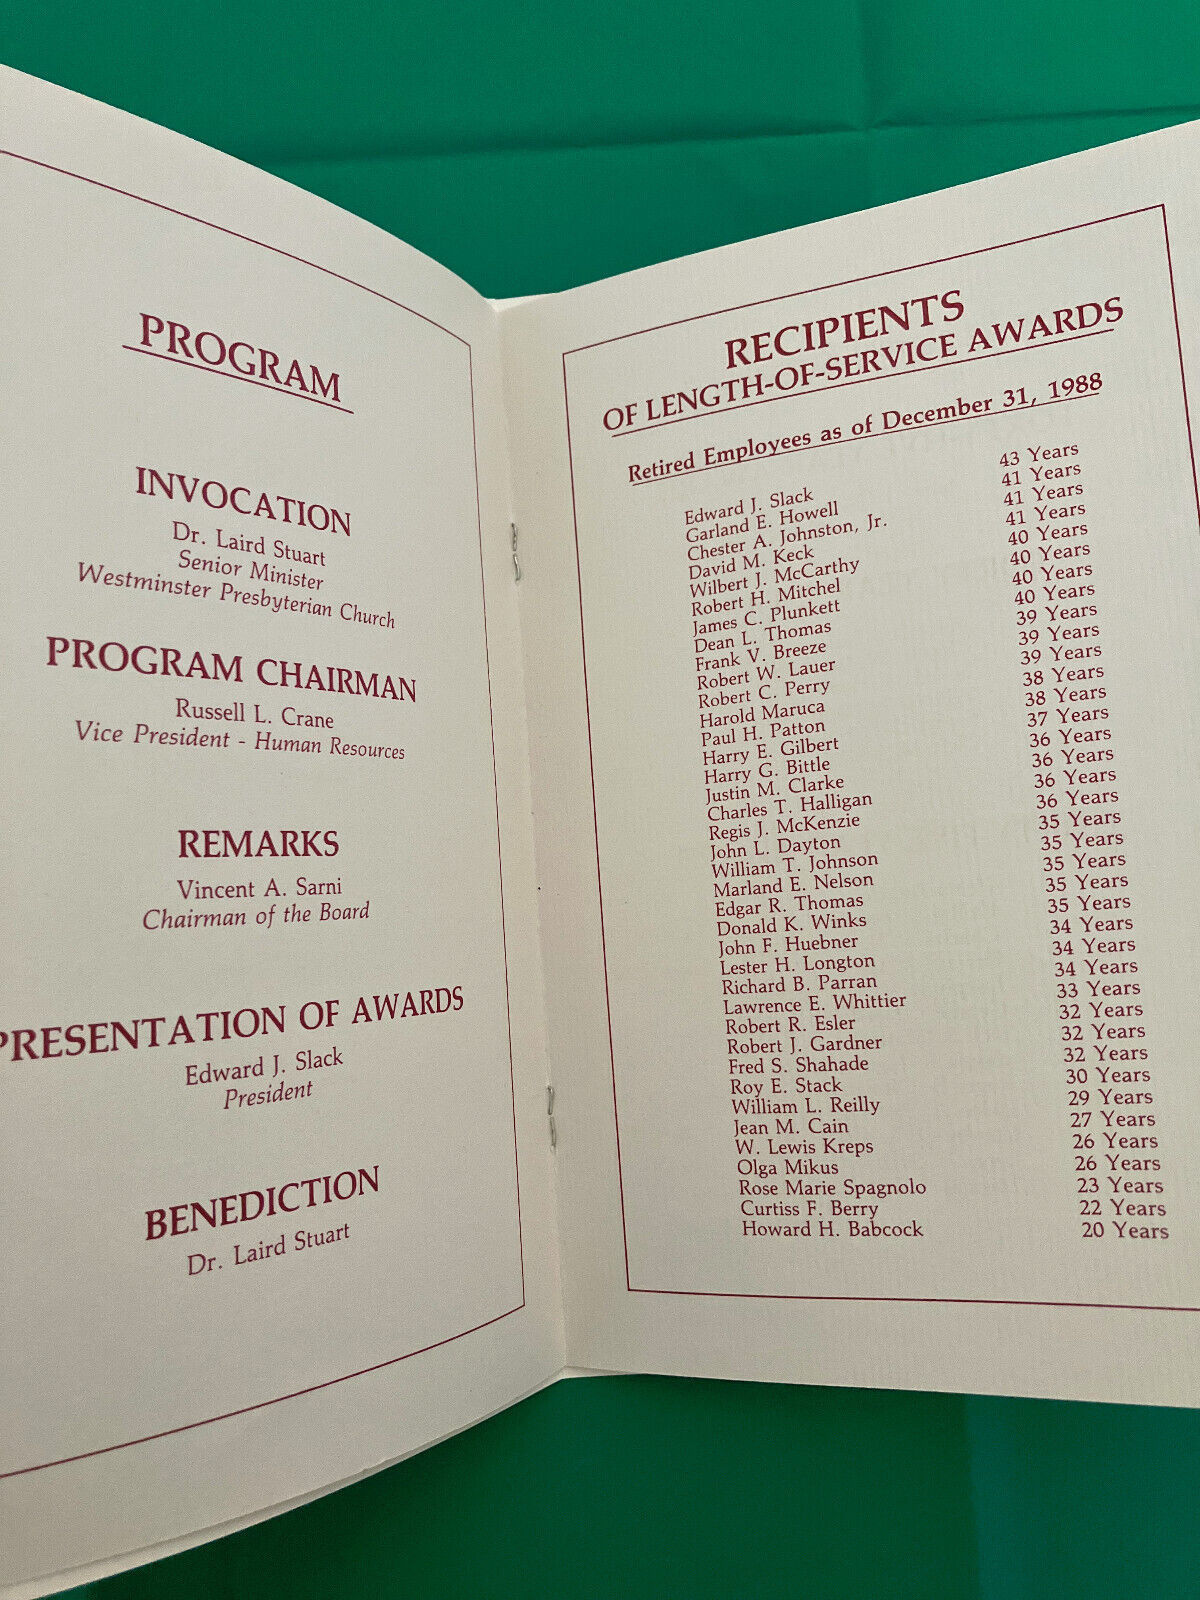 PROGRAM
INVOCATION
Dr. Laird Stuart
Senior Minister
Westminster Presbyterian Church
PROGRAM CHAIRMAN
Russell L. Crane
Vice President - Human Resources
REMARKS
Vincent A. Sarni
Chairman of the Board
PRESENTATION OF AWARDS
Edward J. Slack
President
BENEDICTION
Dr. Laird Stuart
RECIPIENTS
OF LENGTH-OF-SERVICE AWARDS
Retired Employees as of December 31, 1988
Edward J. Slack 43 Years
Garland E. Howell 41 Years
Chester A. Johnston, Jr. 41 Years
David M. Keck 41 Years
Wilbert J. McCarthy 40 Years
Robert H. Mitchel 40 Years
James C. Plunkett 40 Years
Dean L. Thomas 40 Years
Frank V. Breeze 39 Years
Robert W. Lauer 39 Years
Robert C. Perry 39 Years
Harold Maruca 38 Years
Paul H. Patton 38 Years
Harry E. Gilbert 37 Years
Harry G. Bittle 36 Years
Justin M. Clarke 36 Years
Charles T. Halligan 36 Years
Regis J. McKenzie 36 Years
John L. Dayton 35 Years
William T. Johnson 35 Years
Marland E. Nelson 35 Years
Edgar R. Thomas 35 Years
Donald K. Winks 35 Years
John F. Huebner 34 Years
Lester H. Longton 34 Years
Richard B. Parran 34 Years
Lawrence E. Whittier 33 Years
Robert R. Esler 32 Years
Robert J. Gardner 32 Years
Fred S. Shahade 32 Years
Roy E. Stack 30 Years
William L. Reilly 29 Years
Jean M. Cain 27 Years
W. Lewis Kreps 26 Years
Olga Mikus 26 Years
Rose Marie Spagnolo 23 Years
Curtiss F. Berry 22 Years
Howard H. Babcock 20 Years